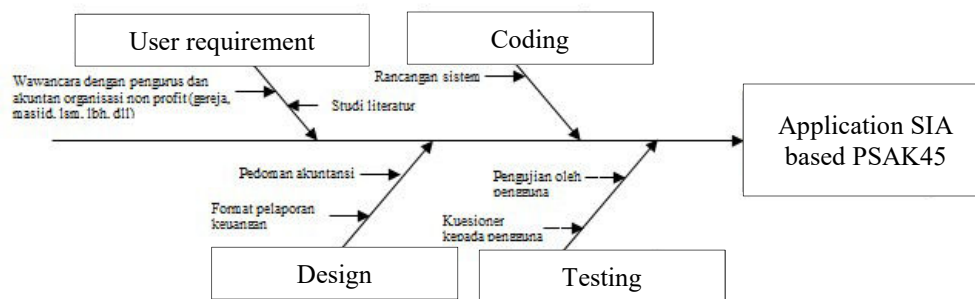 User requirement
Coding
Wawancara dengan pengurus dan
akuntan organisasi non profit (gereja,
masjid, lsm, lbh, dll)
Studi literatur
Rancangan sistem
Application SIA
based PSAK45
Pedoman akuntansi
Format pelaporan
keuangan
Pengujian oleh
pengguna
Kuesioner
kepada pengguna
Design
Testing